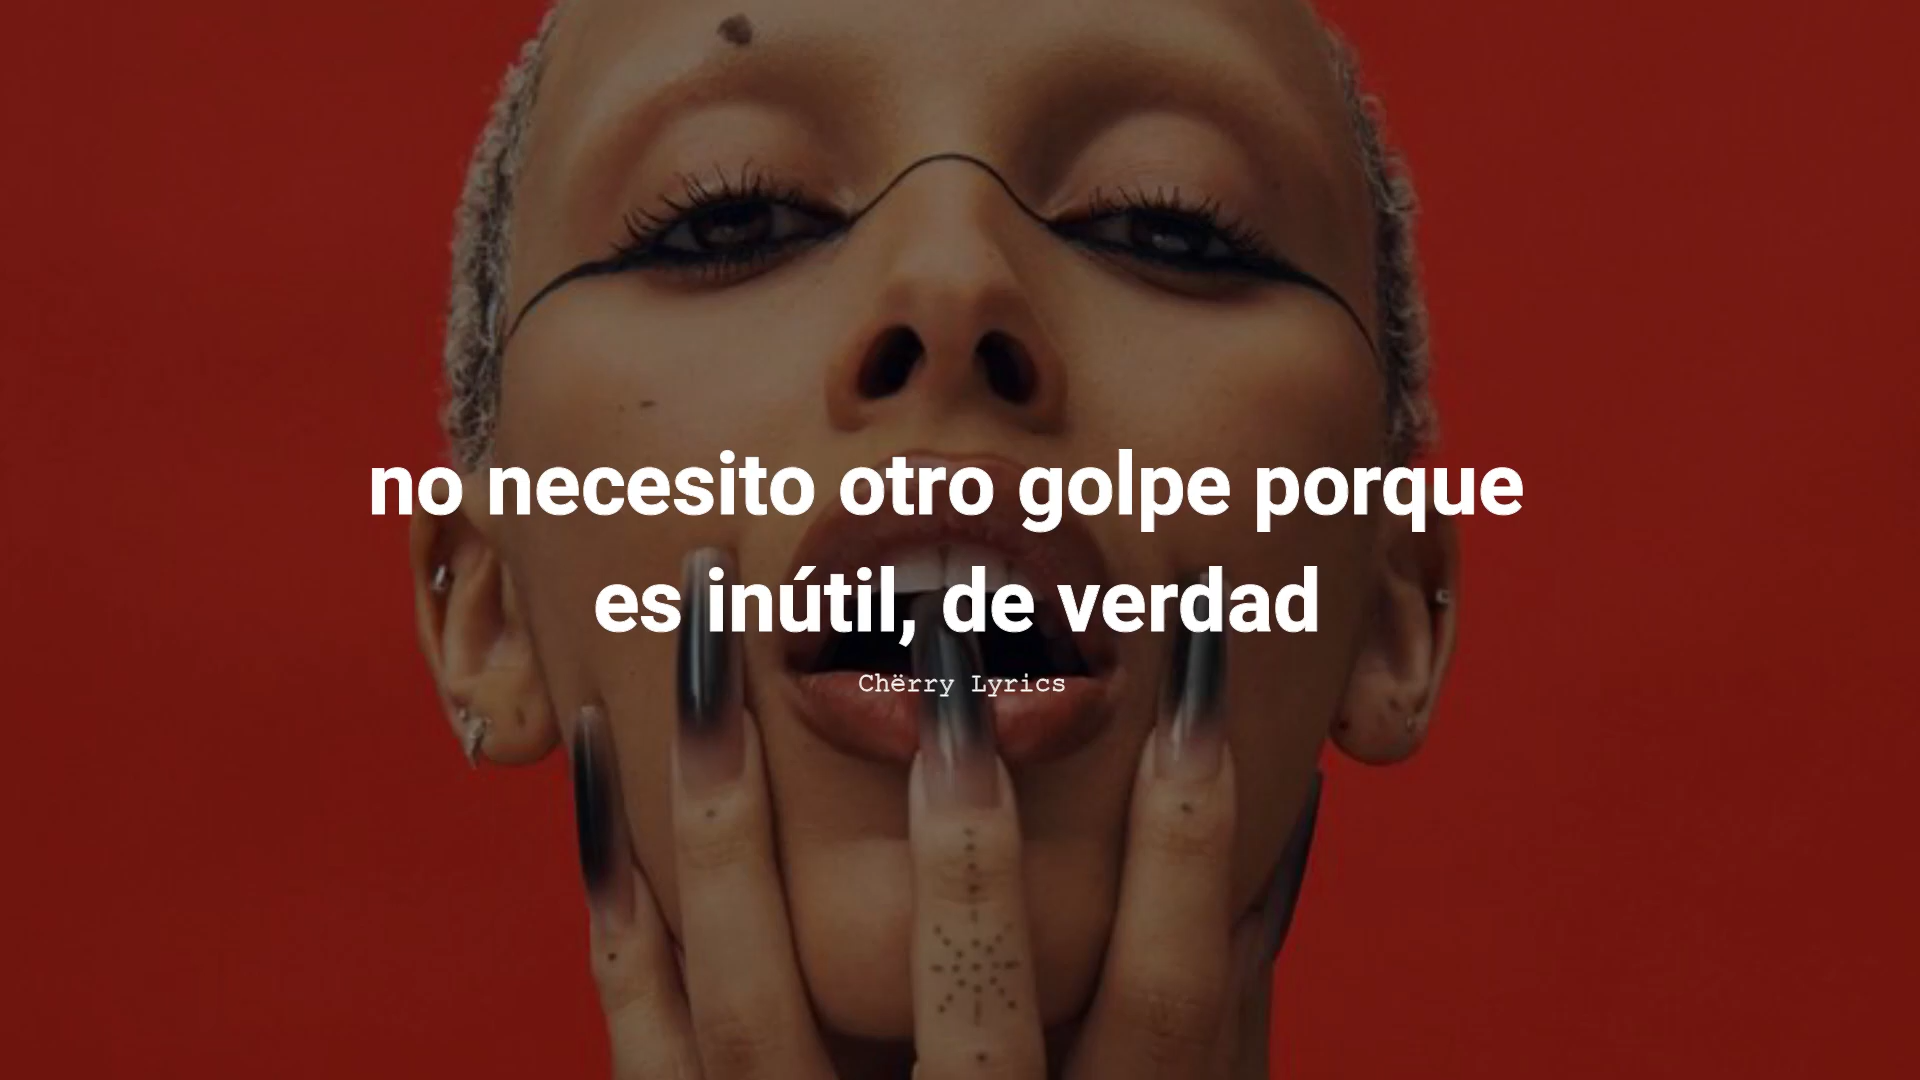 no necesito otro golpe porque
es inútil, de verdad
Chërry Lyrics